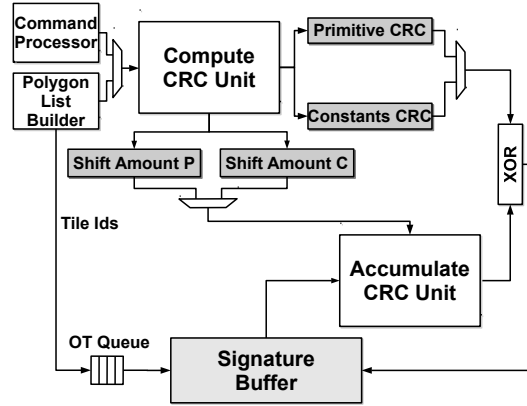 Command
Processor
Polygon
List
Builder
Compute
CRC Unit
Primitive CRC
Constants CRC
Shift Amount P
Shift Amount C
XOR
Tile Ids
Accumulate
CRC Unit
OT Queue
Signature
Buffer